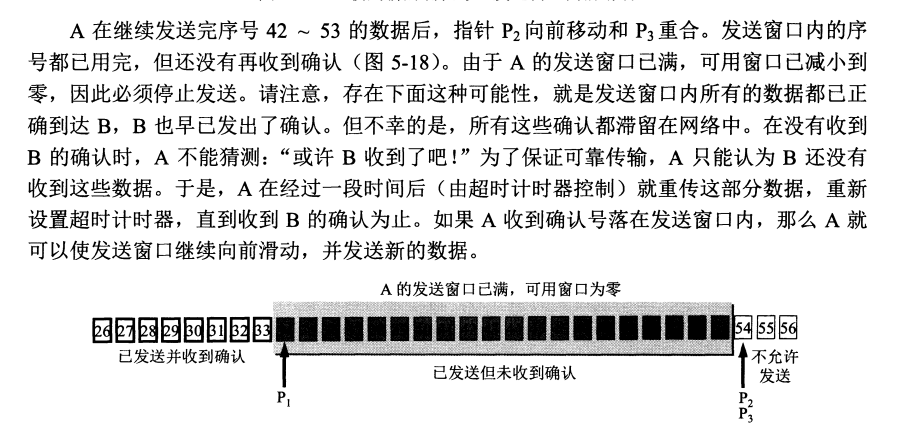 A 在继续发送完序号 42 ~ 53 的数据后，指针 P2 向前移动和 P3 重合。发送窗口内的序
号都已用完，但还没有再收到确认（图 5-18）。由于 A 的发送窗口已满，可用窗口已减小到
零，因此必须停止发送。请注意，存在下面这种可能性，就是发送窗口内所有的数据都已正
确到达 B，B 也早已发出了确认。但不幸的是，所有这些确认都滞留在网络中。在没有收到
B 的确认时，A 不能猜测：“或许 B 收到了吧！”为了保证可靠传输，A 只能认为 B 还没有
收到这些数据。于是，A 在经过一段时间后（由超时计时器控制）就重传这部分数据，重新
设置超时计时器，直到收到 B 的确认为止。如果 A 收到确认号落在发送窗口内，那么 A 就
可以使发送窗口继续向前滑动，并发送新的数据。
A 的发送窗口已满，可用窗口为零
26 27 28 29 30 31 32 33 54 55 56
已发送并收到确认
已发送但未收到确认
不允许
发送
P1
P2
P3